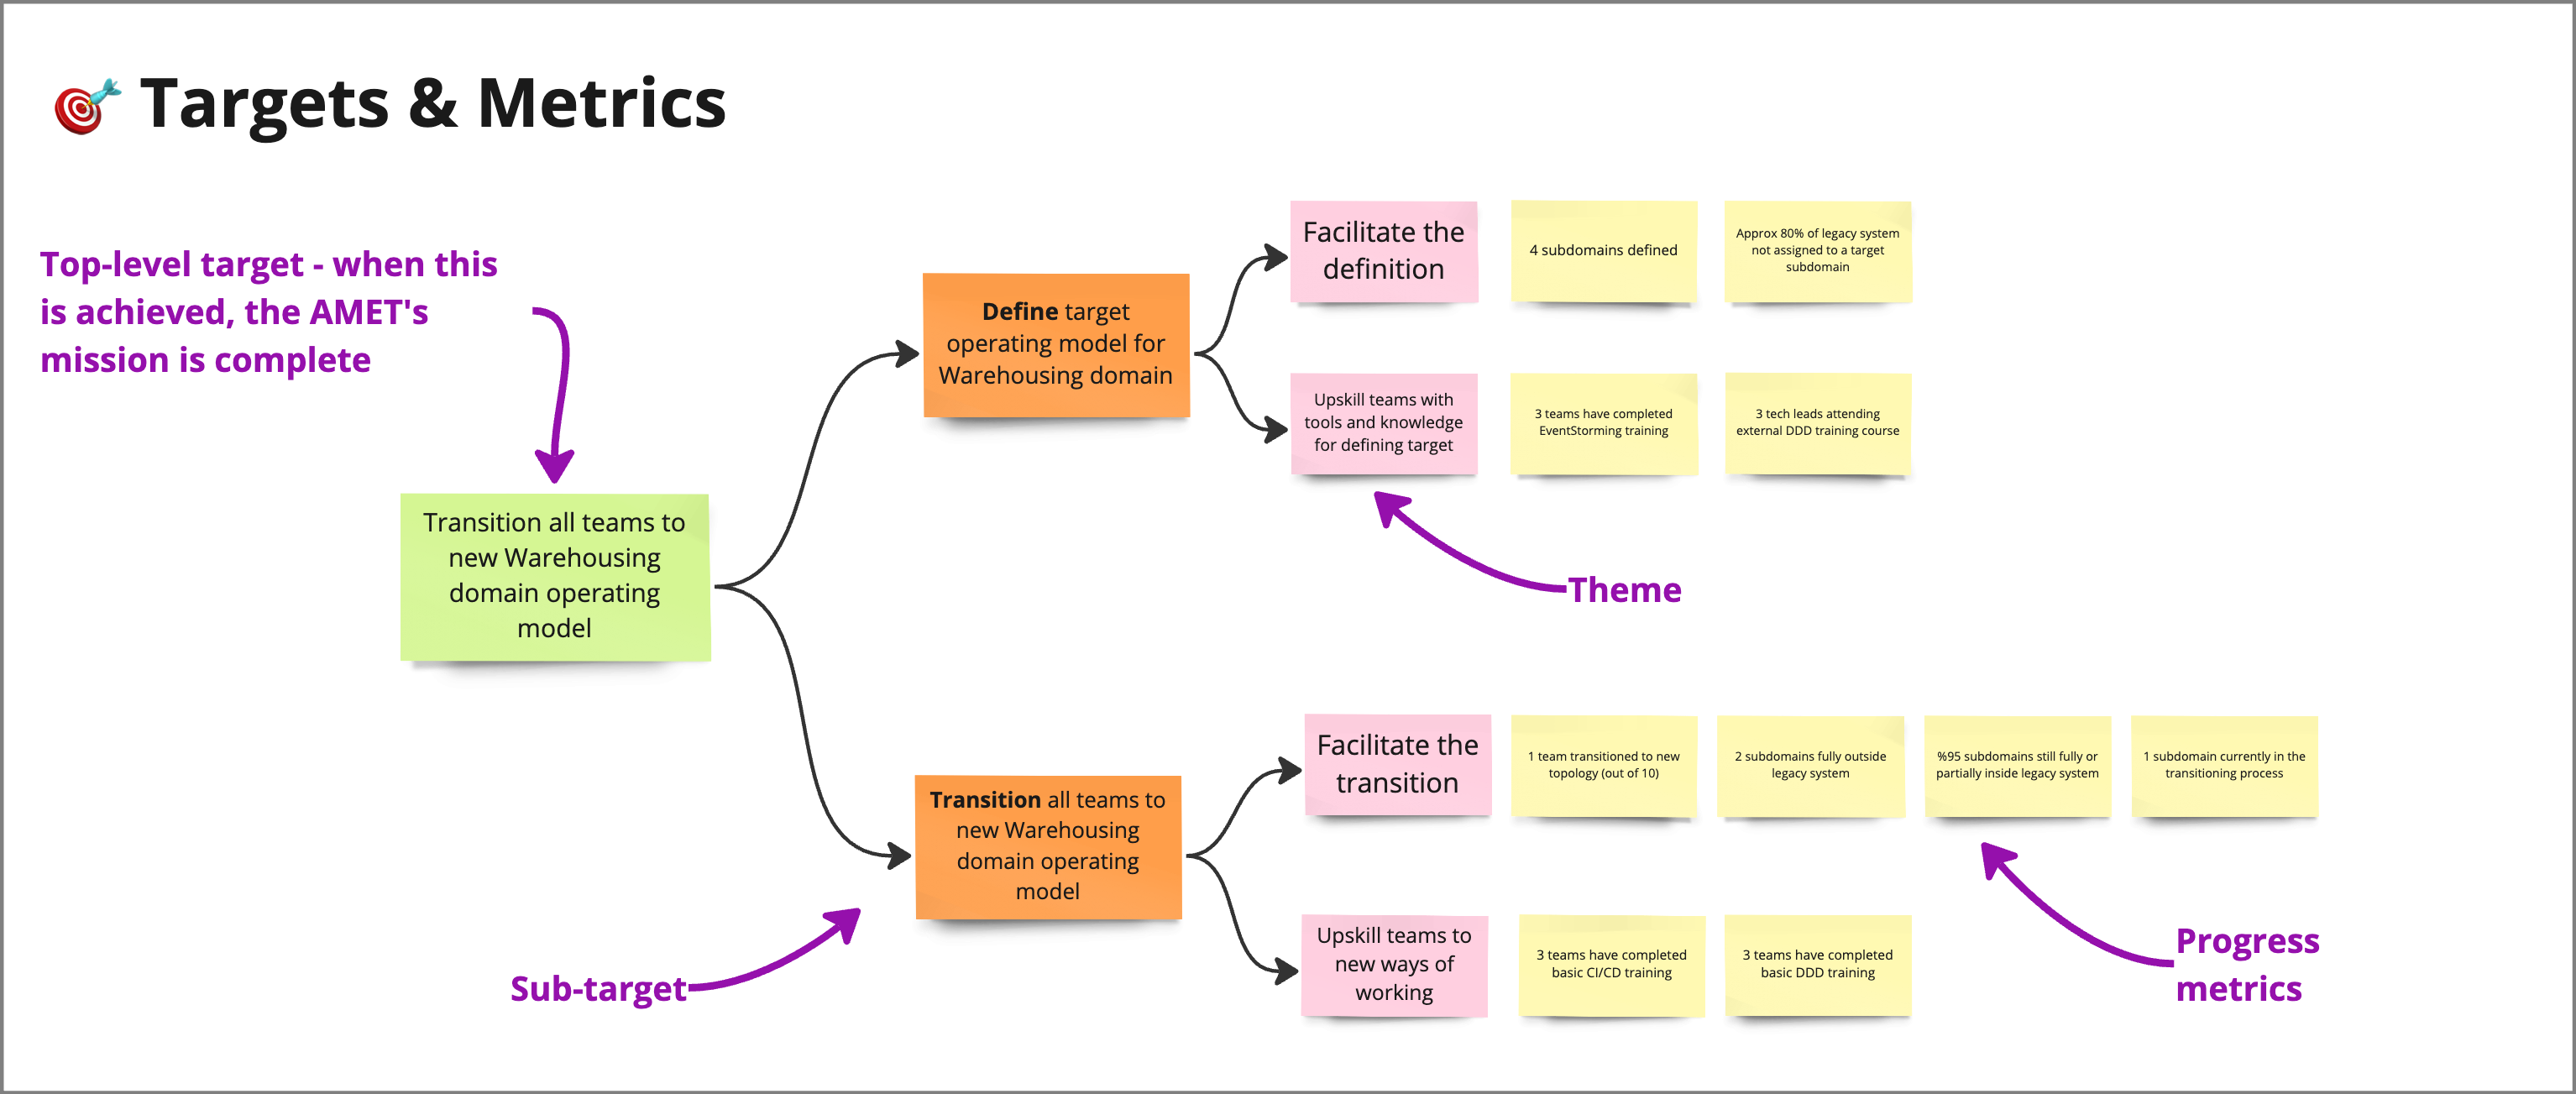 Targets & Metrics
Top-level target - when this
is achieved, the AMET's
mission is complete
Transition all teams to
new Warehousing
domain operating
model
Define target
operating model for
Warehousing domain
Facilitate the
definition
4 subdomains defined
Approx 80% of legacy system
not assigned to a target
subdomain
Upskill teams with
tools and knowledge
for defining target
3 teams have completed
EventStorming training
3 tech leads attending
external DDD training course
Theme
Transition all teams to
new Warehousing
domain operating
model
Sub-target
Facilitate the
transition
1 team transitioned to new
topology (out of 10)
2 subdomains fully outside
legacy system
%95 subdomains still fully or
partially inside legacy system
1 subdomain currently in the
transitioning process
Upskill teams to
new ways of
working
3 teams have completed
basic CI/CD training
3 teams have completed
basic DDD training
Progress
metrics